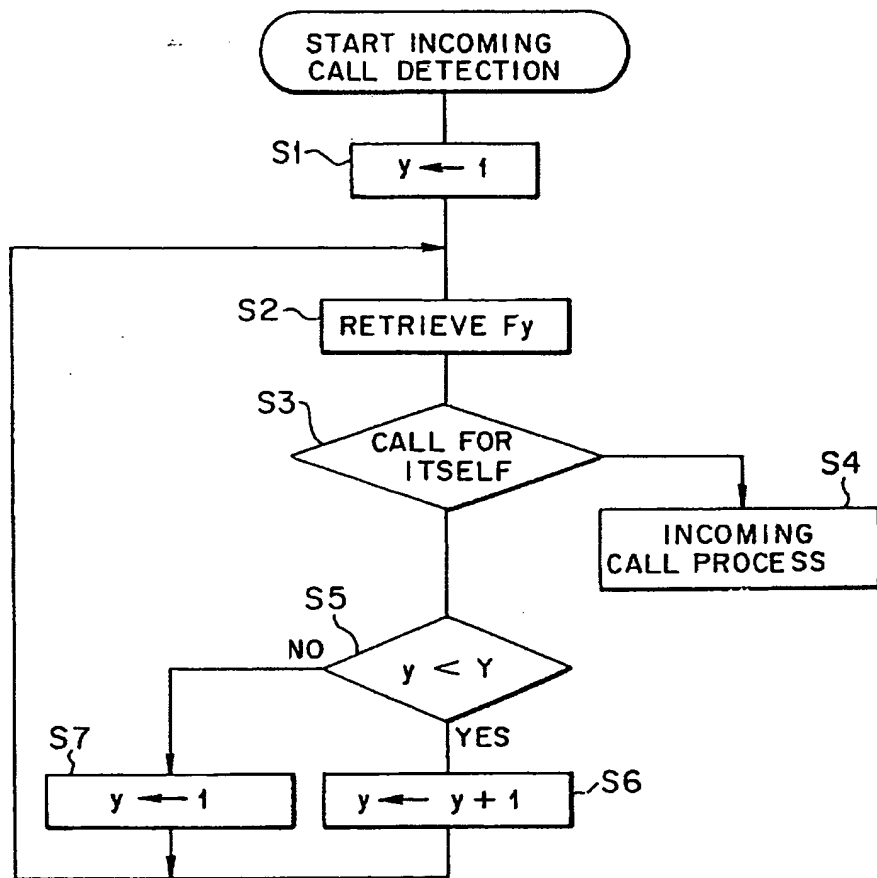 START INCOMING
CALL DETECTION
S1
y ← 1
S2
RETRIEVE Fy
S3
CALL FOR
ITSELF
S4
INCOMING
CALL PROCESS
S5
NO
y < Y
YES
S7
y ← 1
y ← y + 1
S6